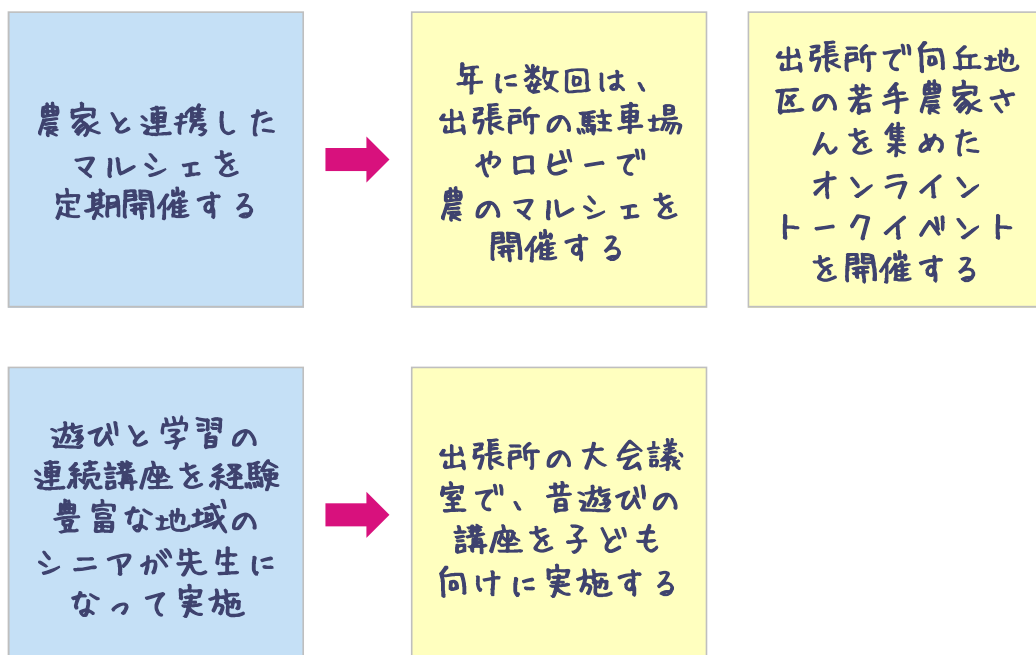 農家と連携した
マルシェを
定期開催する
年に数回は、
出張所の駐車場
やロビーで
農のマルシェを
開催する
出張所で向丘地
区の若手農家さ
んを集めた
オンライン
トークイベント
を開催する
遊びと学習の
連続講座を経験
豊富な地域の
シニアが先生に
なって実施
出張所の大会議
室で、昔遊びの
講座を子ども
向けに実施する